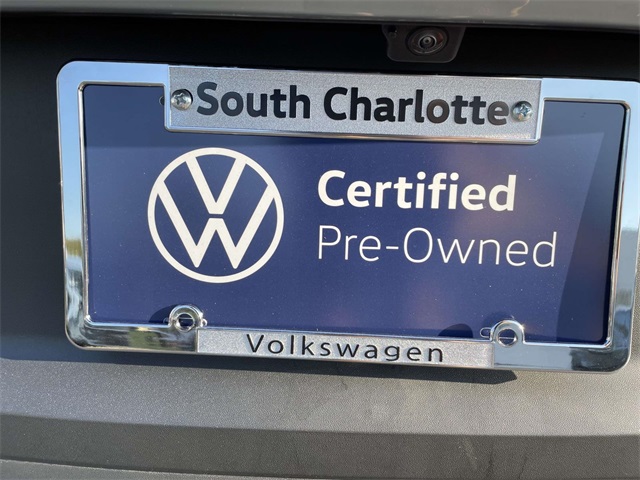 South Charlotte
Certified
Pre-Owned
Volkswagen